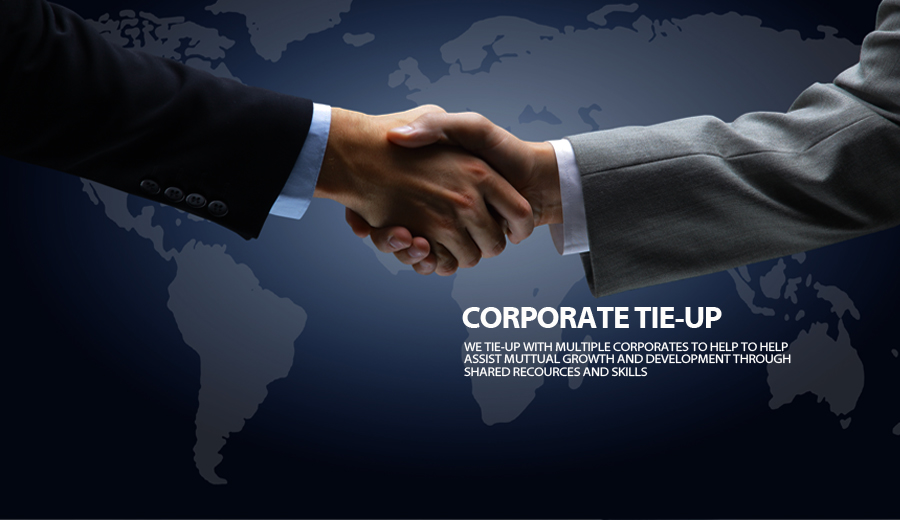 CORPORATE TIE-UP
WE TIE-UP WITH MULTIPLE CORPORATES TO HELP TO HELP
ASSIST MUTTUAL GROWTH AND DEVELOPMENT THROUGH
SHARED RECOURCES AND SKILLS